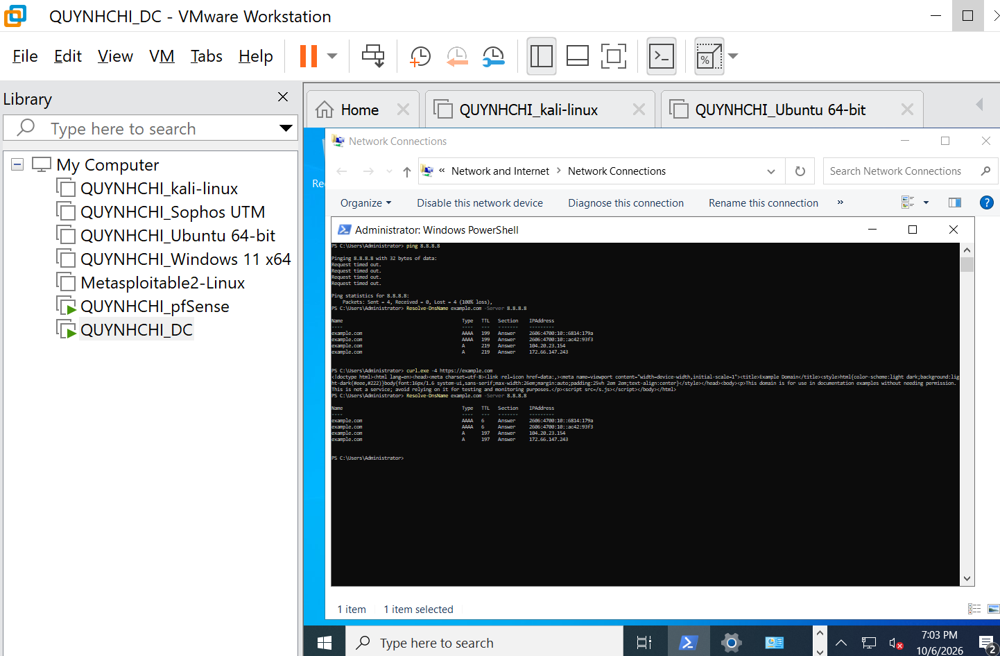 QUYNHCHI_DC - VMware Workstation
File Edit View VM Tabs Help
Library
Type here to search
My Computer
QUYNHCHI_kali-linux
QUYNHCHI_Sophos UTM
QUYNHCHI_Ubuntu 64-bit
QUYNHCHI_Windows 11 x64
Metasploitable2-Linux
QUYNHCHI_pfSense
QUYNHCHI_DC
Home QUYNHCHI_kali-linux QUYNHCHI_Ubuntu 64-bit
Network Connections
« Network and Internet > Network Connections Search Network Connections
Organize Disable this network device Diagnose this connection Rename this connection »
Administrator: Windows PowerShell
PS C:\Users\Administrator> ping 8.8.8.8
Pinging 8.8.8.8 with 32 bytes of data:
Request timed out.
Request timed out.
Request timed out.
Request timed out.
Ping statistics for 8.8.8.8:
Packets: Sent = 4, Received = 0, Lost = 4 (100% loss),
PS C:\Users\Administrator> Resolve-DnsName example.com -Server 8.8.8.8
Name Type TTL Section IPAddress
---- ---- --- ------- ---------
example.com AAAA 199 Answer 2606:4700:10::6814:179a
example.com AAAA 199 Answer 2606:4700:10::ac42:93f3
example.com A 219 Answer 104.20.23.154
example.com A 219 Answer 172.66.147.243
PS C:\Users\Administrator> curl.exe -4 https://example.com
<!doctype html><html lang=en><head><meta charset=utf-8><link rel=icon href=data:,><meta name=viewport content="width=device-width,initial-scale=1"><title>Example Domain</title><style>html{color-scheme:light dark;background:lig
ht-dark(#eee,#222)}body{font:16px/1.6 system-ui,sans-serif;max-width:26em;margin:auto;padding:25vh 2em 2em;text-align:center}</style></head><body><p>This domain is for use in documentation examples without needing permission.
This is not a service; avoid relying on it for testing and monitoring purposes.</p><script src=/s.js></script></body></html>
PS C:\Users\Administrator> Resolve-DnsName example.com -Server 8.8.8.8
Name Type TTL Section IPAddress
---- ---- --- ------- ---------
example.com AAAA 6 Answer 2606:4700:10::6814:179a
example.com AAAA 6 Answer 2606:4700:10::ac42:93f3
example.com A 197 Answer 104.20.23.154
example.com A 197 Answer 172.66.147.243
PS C:\Users\Administrator>
1 item 1 item selected
Type here to search
7:03 PM
10/6/2026
2